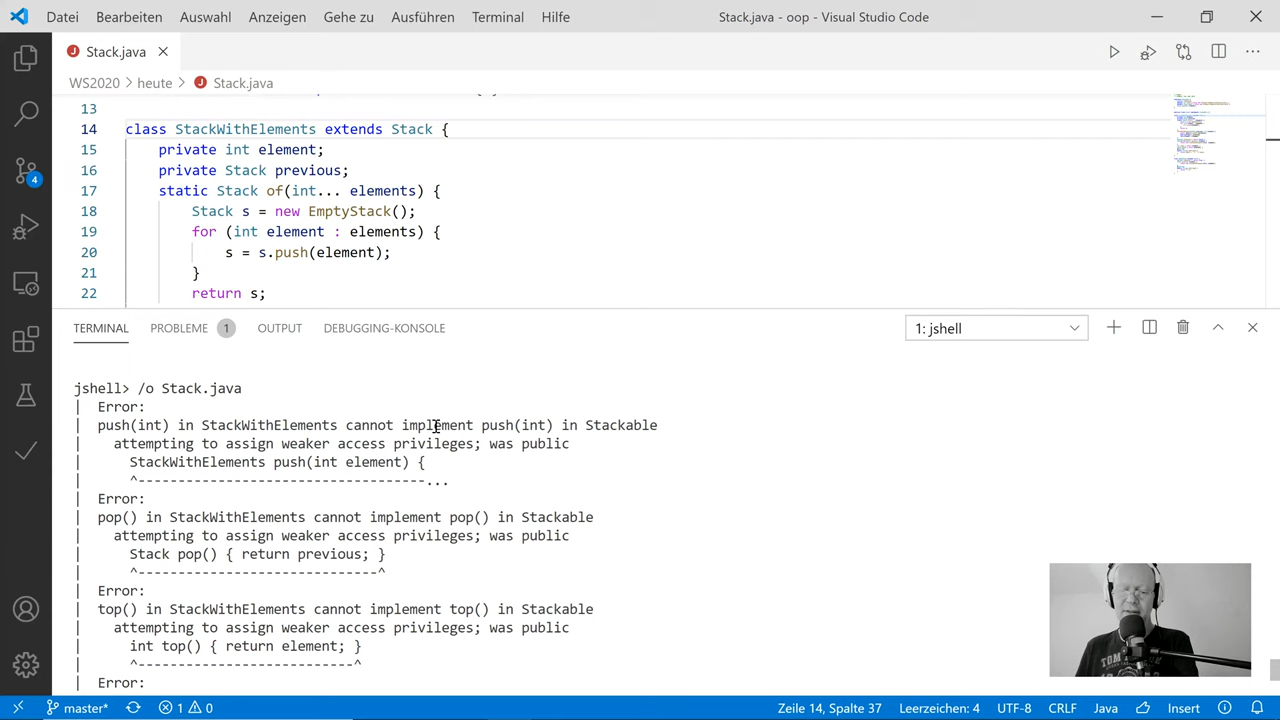 Datei Bearbeiten Auswahl Anzeigen Gehe zu Ausführen Terminal Hilfe Stack.java - oop - Visual Studio Code
Stack.java
WS2020 > heute > Stack.java
13
14 class StackWithElements extends Stack {
15 private int element;
16 private Stack previous;
17 static Stack of(int... elements) {
18 Stack s = new EmptyStack();
19 for (int element : elements) {
20 s = s.push(element);
21 }
22 return s;
4
TERMINAL PROBLEME 1 OUTPUT DEBUGGING-KONSOLE 1: jshell
jshell> /o Stack.java
| Error:
| push(int) in StackWithElements cannot implement push(int) in Stackable
| attempting to assign weaker access privileges; was public
| StackWithElements push(int element) {
| ^------------------------------------...
| Error:
| pop() in StackWithElements cannot implement pop() in Stackable
| attempting to assign weaker access privileges; was public
| Stack pop() { return previous; }
| ^------------------------------^
| Error:
| top() in StackWithElements cannot implement top() in Stackable
| attempting to assign weaker access privileges; was public
| int top() { return element; }
| ^---------------------------^
| Error:
master* 1 0 Zeile 14, Spalte 37 Leerzeichen: 4 UTF-8 CRLF Java Insert